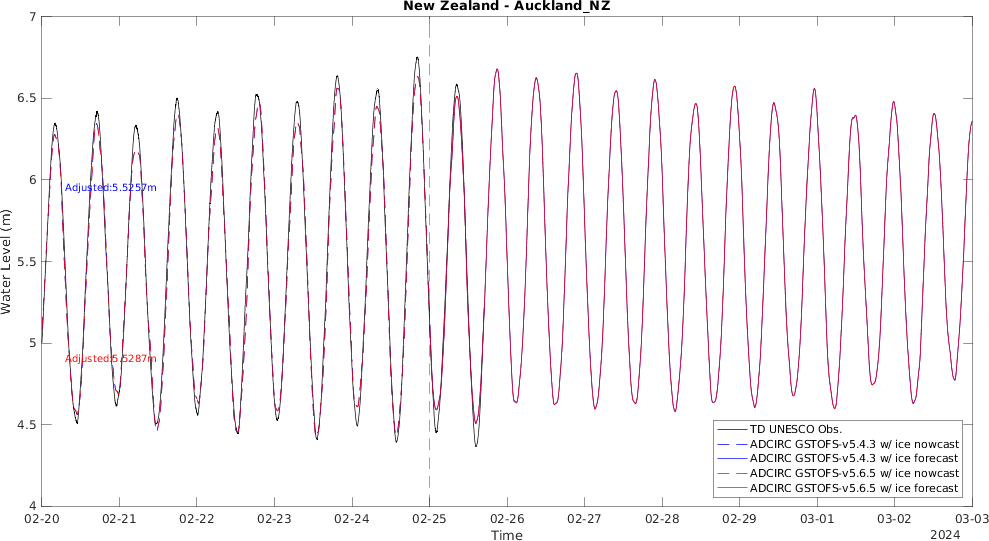 New Zealand - Auckland_NZ
7
6.5
6
5.5
5
4.5
4
Water Level (m)
Adjusted:5.5257m
Adjusted:5.5287m
TD UNESCO Obs.
ADCIRC GSTOFS-v5.4.3 w/ ice nowcast
ADCIRC GSTOFS-v5.4.3 w/ ice forecast
ADCIRC GSTOFS-v5.6.5 w/ ice nowcast
ADCIRC GSTOFS-v5.6.5 w/ ice forecast
02-20 02-21 02-22 02-23 02-24 02-25 02-26 02-27 02-28 02-29 03-01 03-02 03-03
Time
2024